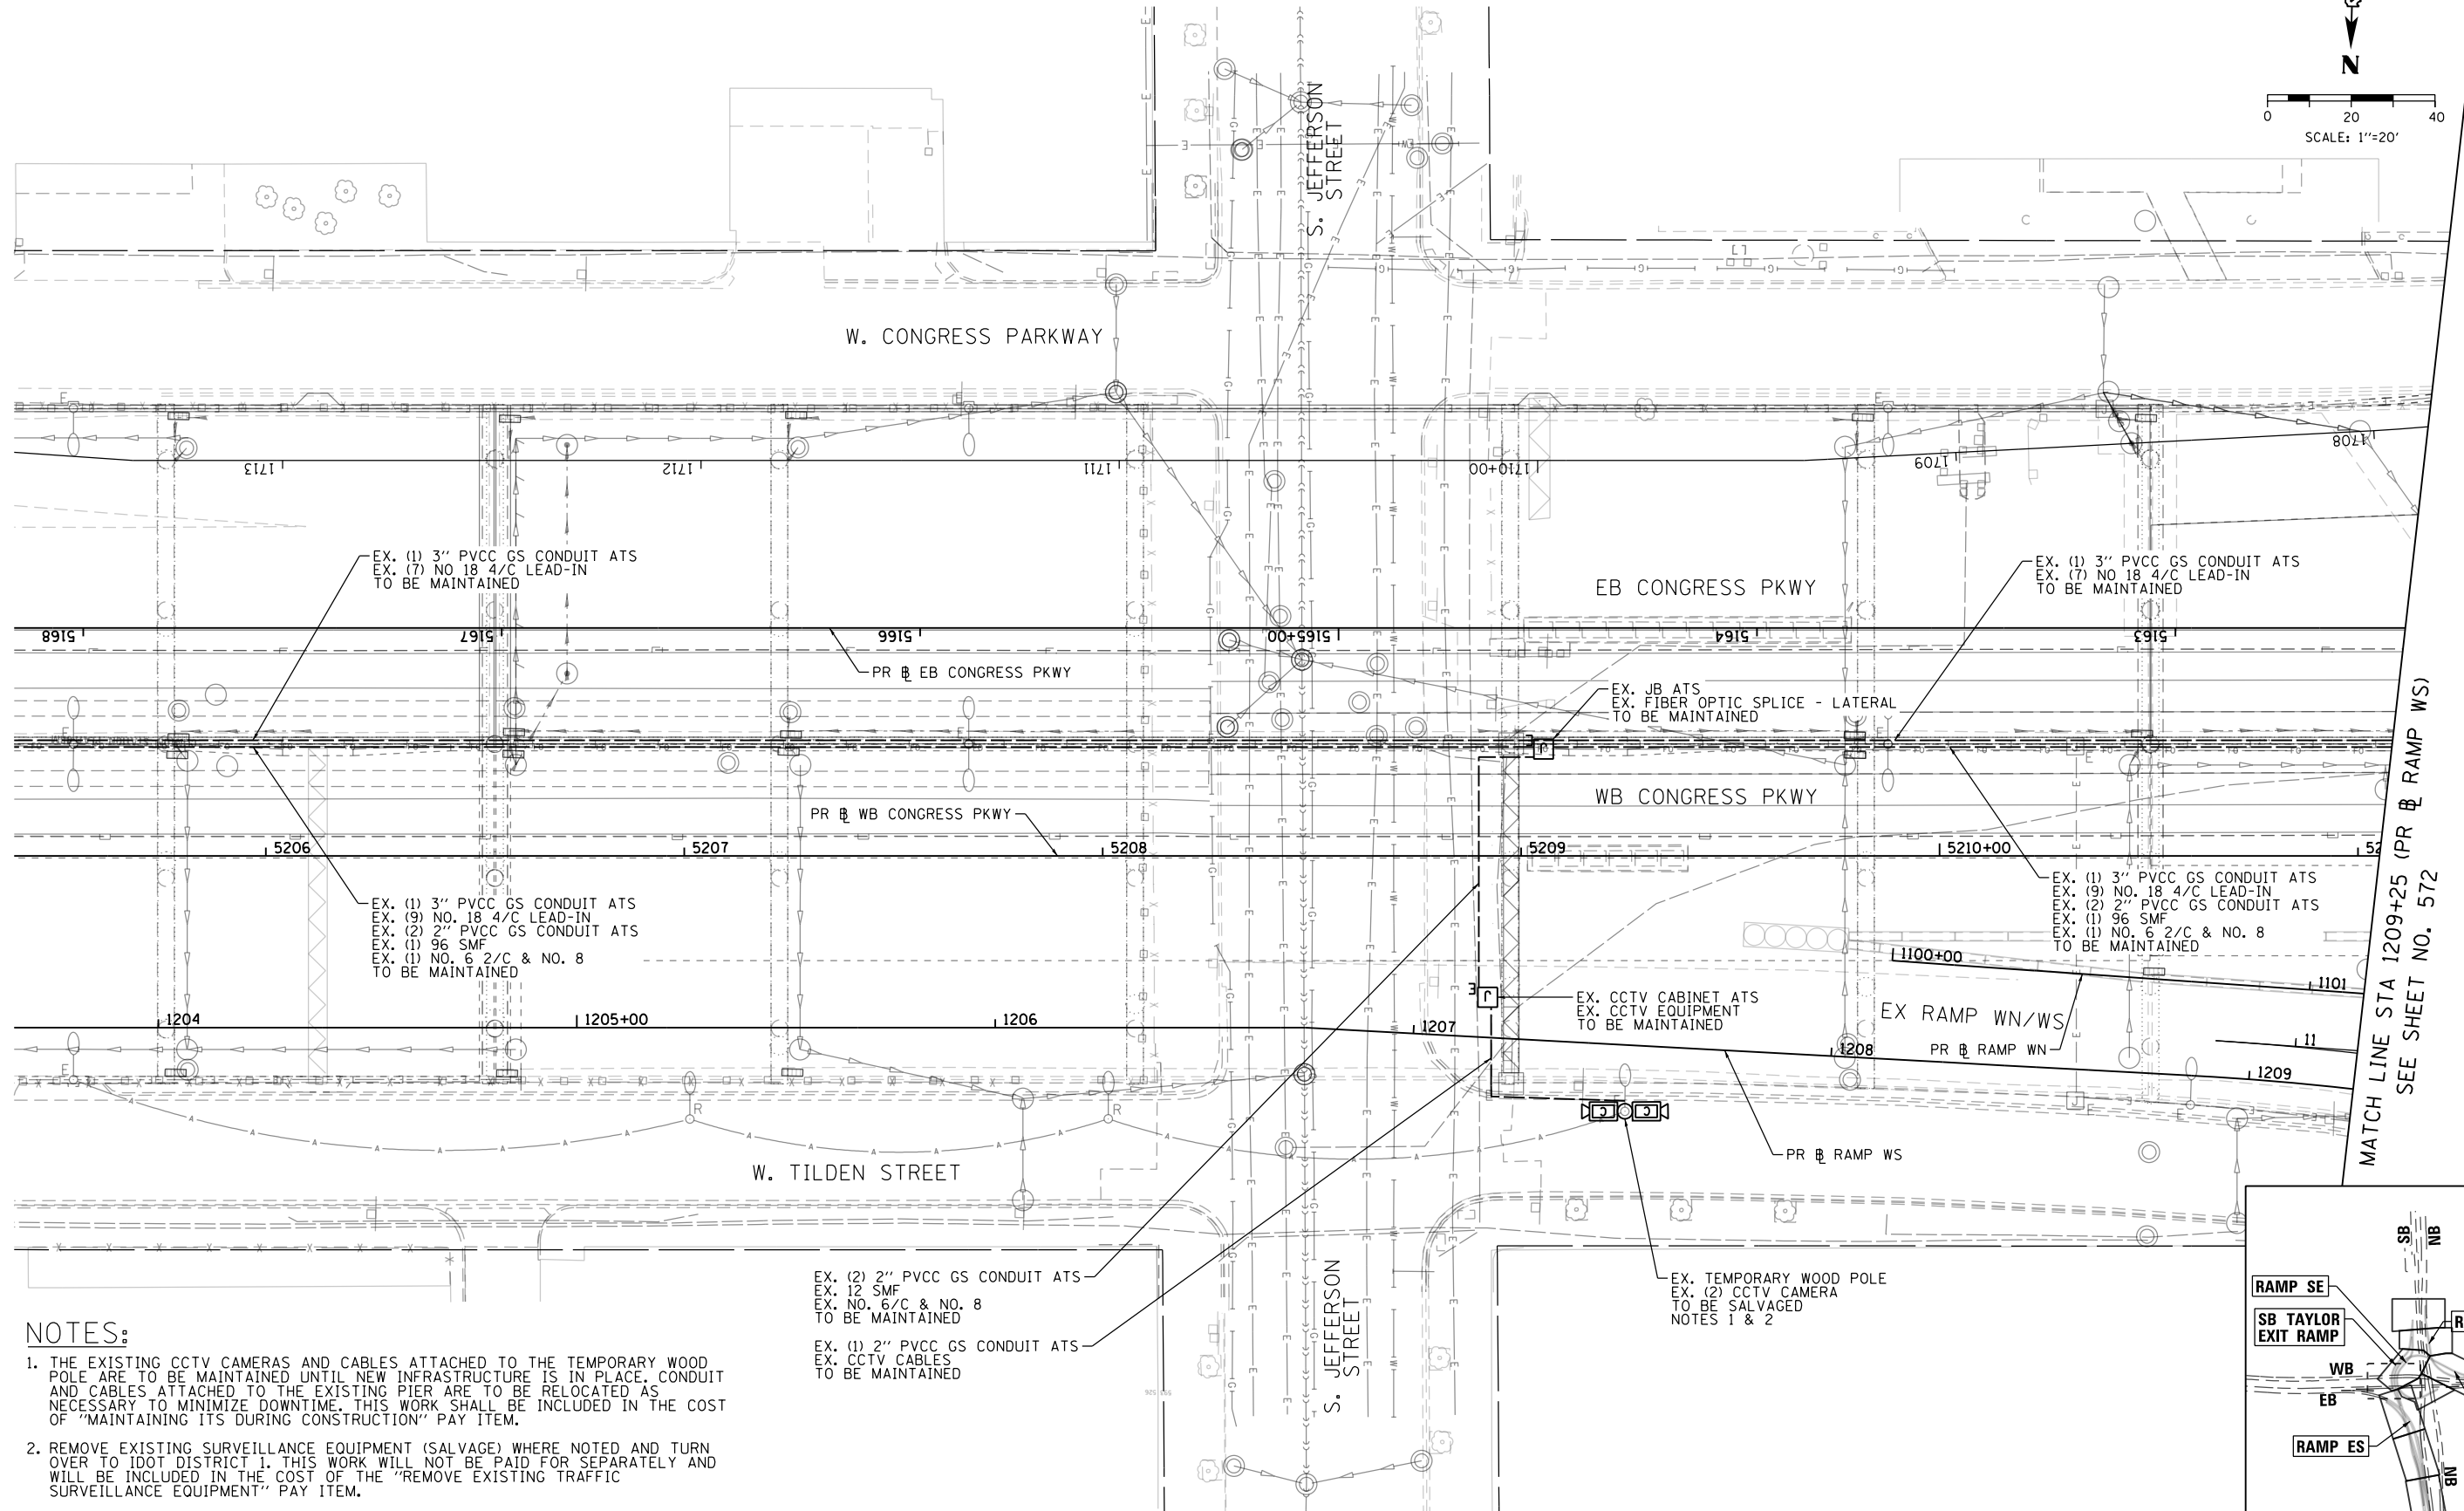 N
0 20 40
SCALE: 1"=20'
S. JEFFERSON
STREET
W. CONGRESS PARKWAY
1713
1712
1711
1710+00
1709
1708
EX. (1) 3" PVCC GS CONDUIT ATS
EX. (7) NO 18 4/C LEAD-IN
TO BE MAINTAINED
EB CONGRESS PKWY
EX. (1) 3" PVCC GS CONDUIT ATS
EX. (7) NO 18 4/C LEAD-IN
TO BE MAINTAINED
5168
5167
5166
5165+00
5164
5163
PR BL EB CONGRESS PKWY
EX. JB ATS
EX. FIBER OPTIC SPLICE - LATERAL
TO BE MAINTAINED
J
WB CONGRESS PKWY
PR BL WB CONGRESS PKWY
5206
5207
5208
5209
5210+00
52
EX. (1) 3" PVCC GS CONDUIT ATS
EX. (9) NO. 18 4/C LEAD-IN
EX. (2) 2" PVCC GS CONDUIT ATS
EX. (1) 96 SMF
EX. (1) NO. 6 2/C & NO. 8
TO BE MAINTAINED
EX. (1) 3" PVCC GS CONDUIT ATS
EX. (9) NO. 18 4/C LEAD-IN
EX. (2) 2" PVCC GS CONDUIT ATS
EX. (1) 96 SMF
EX. (1) NO. 6 2/C & NO. 8
TO BE MAINTAINED
MATCH LINE STA 1209+25 (PR BL RAMP WS)
SEE SHEET NO. 572
1100+00
1101
11
EX. CCTV CABINET ATS
EX. CCTV EQUIPMENT
TO BE MAINTAINED
J
EX RAMP WN/WS
PR BL RAMP WN
1204
1205+00
1206
1207
1208
1209
C C
R
R
PR BL RAMP WS
W. TILDEN STREET
EX. (2) 2" PVCC GS CONDUIT ATS
EX. 12 SMF
EX. NO. 6/C & NO. 8
TO BE MAINTAINED
EX. (1) 2" PVCC GS CONDUIT ATS
EX. CCTV CABLES
TO BE MAINTAINED
S. JEFFERSON
STREET
EX. TEMPORARY WOOD POLE
EX. (2) CCTV CAMERA
TO BE SALVAGED
NOTES 1 & 2
NOTES:
1. THE EXISTING CCTV CAMERAS AND CABLES ATTACHED TO THE TEMPORARY WOOD
POLE ARE TO BE MAINTAINED UNTIL NEW INFRASTRUCTURE IS IN PLACE. CONDUIT
AND CABLES ATTACHED TO THE EXISTING PIER ARE TO BE RELOCATED AS
NECESSARY TO MINIMIZE DOWNTIME. THIS WORK SHALL BE INCLUDED IN THE COST
OF "MAINTAINING ITS DURING CONSTRUCTION" PAY ITEM.
2. REMOVE EXISTING SURVEILLANCE EQUIPMENT (SALVAGE) WHERE NOTED AND TURN
OVER TO IDOT DISTRICT 1. THIS WORK WILL NOT BE PAID FOR SEPARATELY AND
WILL BE INCLUDED IN THE COST OF THE "REMOVE EXISTING TRAFFIC
SURVEILLANCE EQUIPMENT" PAY ITEM.
SB
NB
RAMP SE
SB TAYLOR
EXIT RAMP
R
WB
EB
RAMP ES
NB